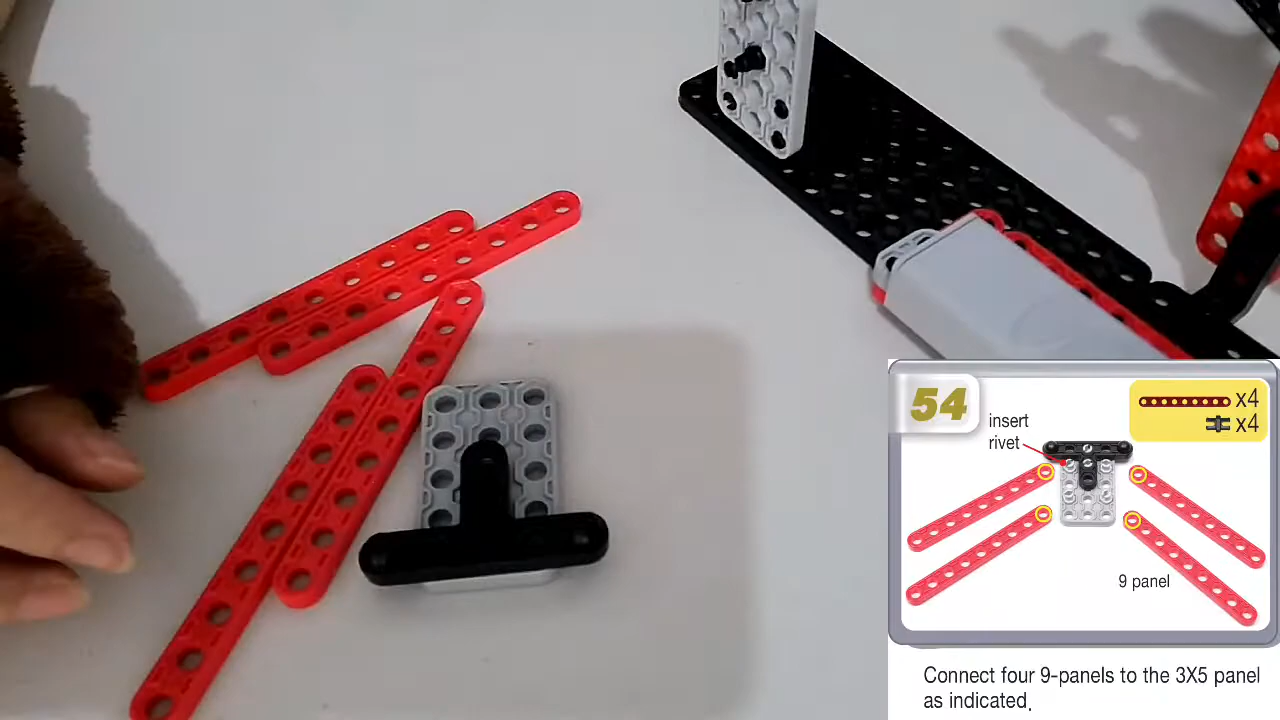 54
insert
rivet
x4
x4
9 panel
Connect four 9-panels to the 3X5 panel
as indicated.